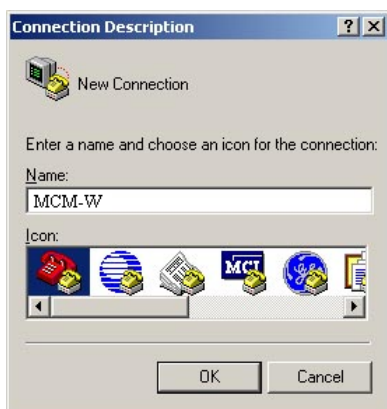 Connection Description
New Connection
Enter a name and choose an icon for the connection:
Name:
MCM-W
Icon:
MCI
OK Cancel